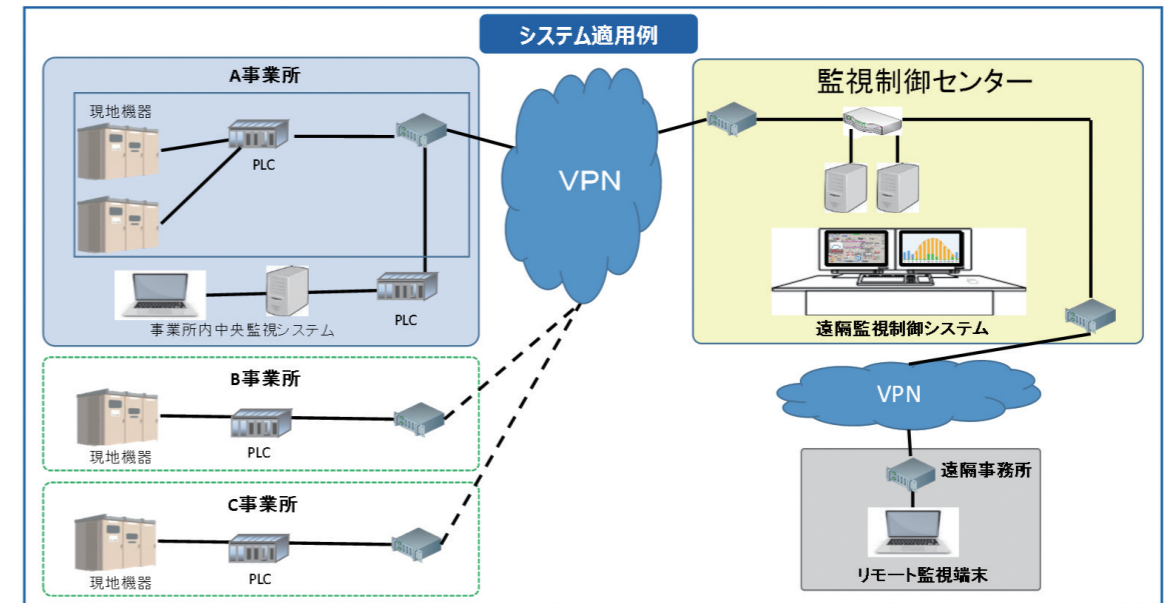 システム適用例
A事業所
現地機器
PLC
PLC
事業所内中央監視システム
B事業所
PLC
現地機器
C事業所
PLC
現地機器
VPN
監視制御センター
遠隔監視制御システム
VPN
遠隔事務所
リモート監視端末